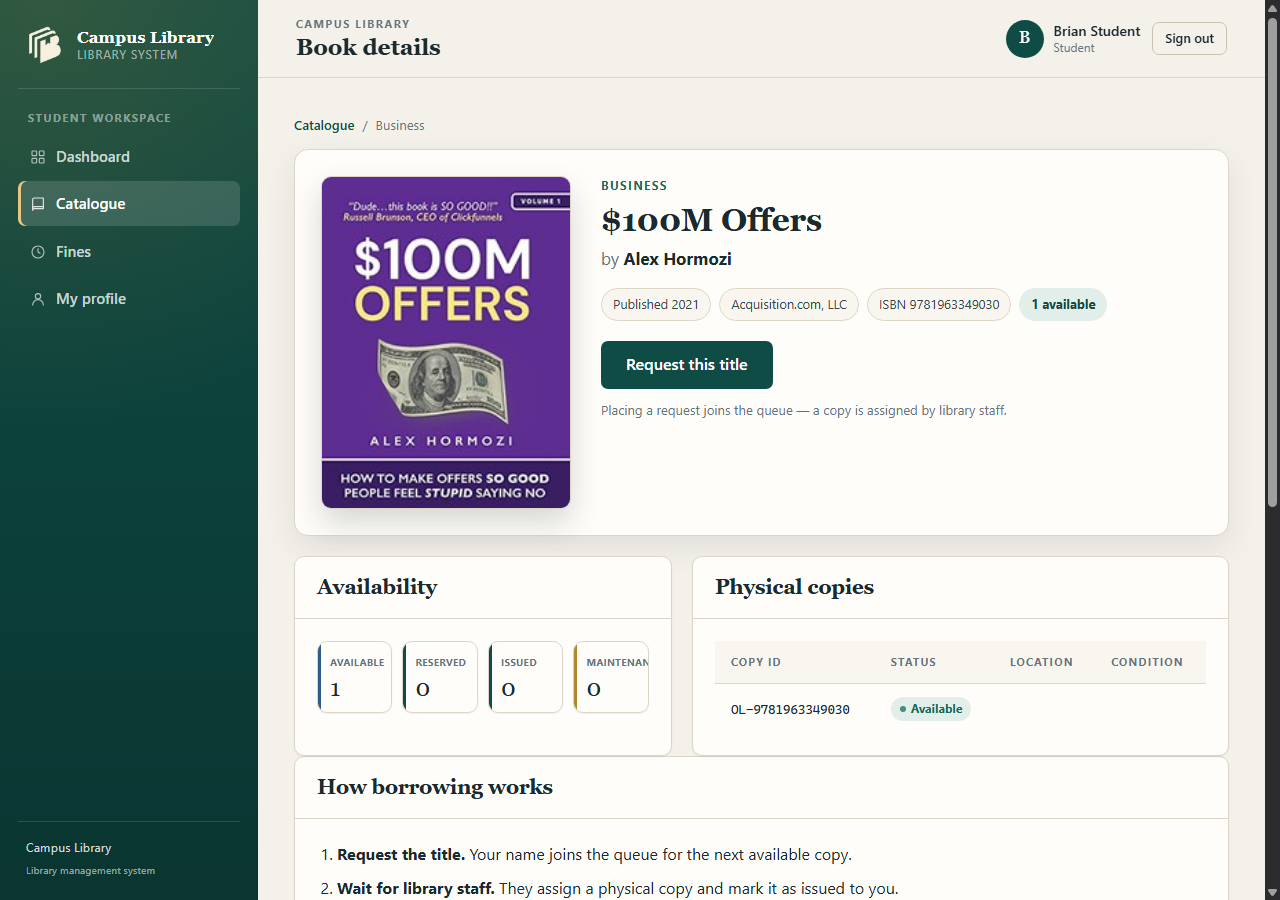 Campus Library
LIBRARY SYSTEM
STUDENT WORKSPACE
Dashboard
Catalogue
Fines
My profile
Campus Library
Library management system
CAMPUS LIBRARY
Book details
B
Brian Student
Student
Sign out
Catalogue / Business
"Dude...this book is SO GOOD!!"
Russell Brunson, CEO of Clickfunnels
VOLUME 1
$100M
OFFERS
ALEX HORMOZI
HOW TO MAKE OFFERS SO GOOD
PEOPLE FEEL STUPID SAYING NO
BUSINESS
$100M Offers
by Alex Hormozi
Published 2021
Acquisition.com, LLC
ISBN 9781963349030
1 available
Request this title
Placing a request joins the queue — a copy is assigned by library staff.
Availability
AVAILABLE
1
RESERVED
0
ISSUED
0
MAINTENAN
0
Physical copies
COPY ID STATUS LOCATION CONDITION
OL-9781963349030 Available
How borrowing works
1. Request the title. Your name joins the queue for the next available copy.
2. Wait for library staff. They assign a physical copy and mark it as issued to you.